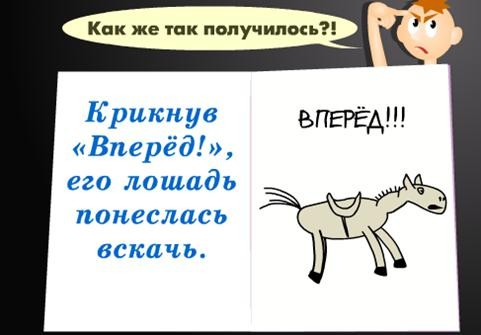 Как же так получилось?!
Крикнув
«Вперёд!»,
его лошадь
понеслась
вскачь.
ВПЕРЁД!!!